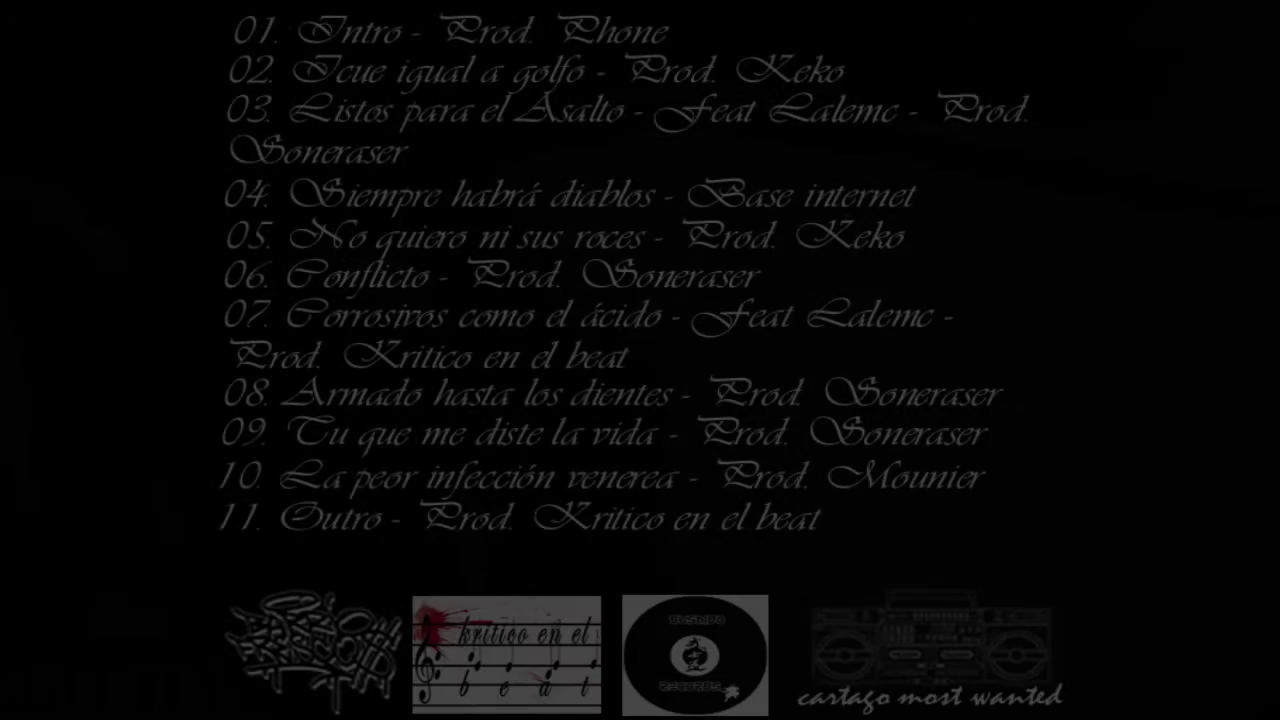 01. Intro - Prod. Phone
02. Icue igual a golfo - Prod. Keko
03. Listos para el Asalto - Feat Lalemc - Prod.
Soneraser
04. Siempre habrá diablos - Base internet
05. No quiero ni sus roces - Prod. Keko
06. Conflicto - Prod. Soneraser
07. Corrosivos como el ácido - Feat Lalemc -
Prod. Kritico en el beat
08. Armado hasta los dientes - Prod. Soneraser
09. Tu que me diste la vida - Prod. Soneraser
10. La peor infección venerea - Prod. Mounier
11. Outro - Prod. Kritico en el beat
kritico en el
beat
BUSHIDO
RECORDS
cartago most wanted